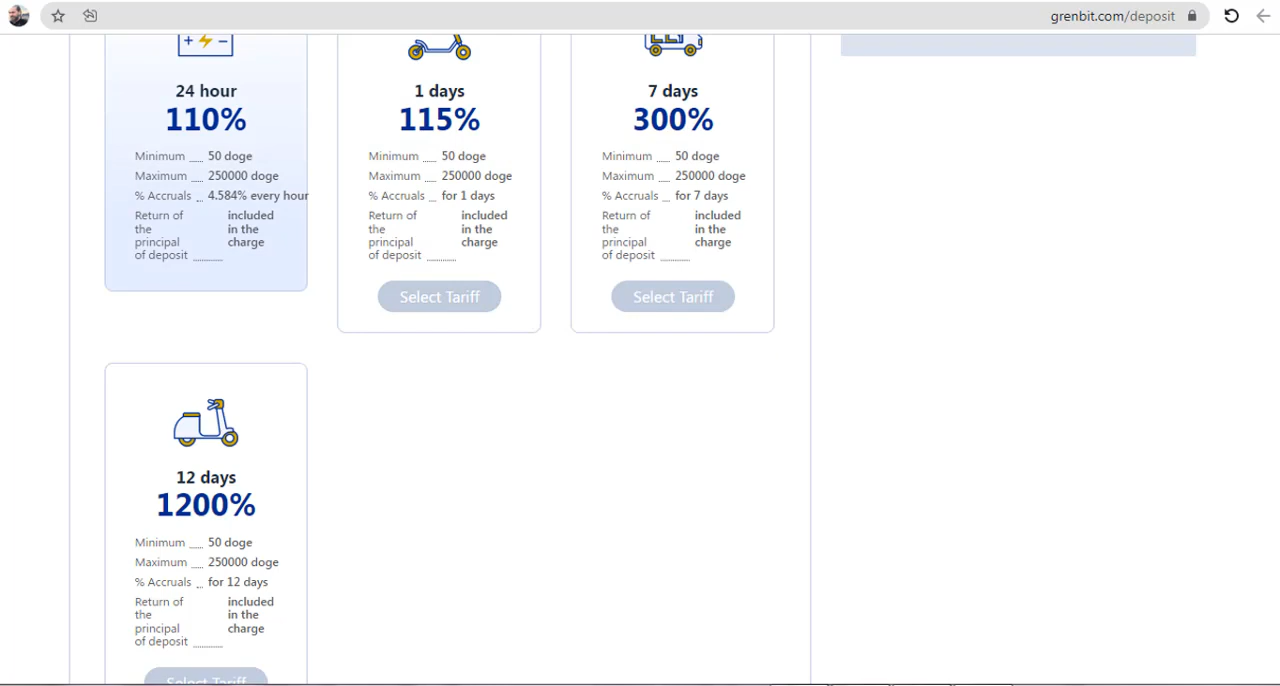 grenbit.com/deposit
24 hour
110%
Minimum 50 doge
Maximum 250000 doge
% Accruals 4.584% every hour
Return of the principal of deposit included in the charge
1 days
115%
Minimum 50 doge
Maximum 250000 doge
% Accruals for 1 days
Return of the principal of deposit included in the charge
Select Tariff
7 days
300%
Minimum 50 doge
Maximum 250000 doge
% Accruals for 7 days
Return of the principal of deposit included in the charge
Select Tariff
12 days
1200%
Minimum 50 doge
Maximum 250000 doge
% Accruals for 12 days
Return of the principal of deposit included in the charge
Select Tariff